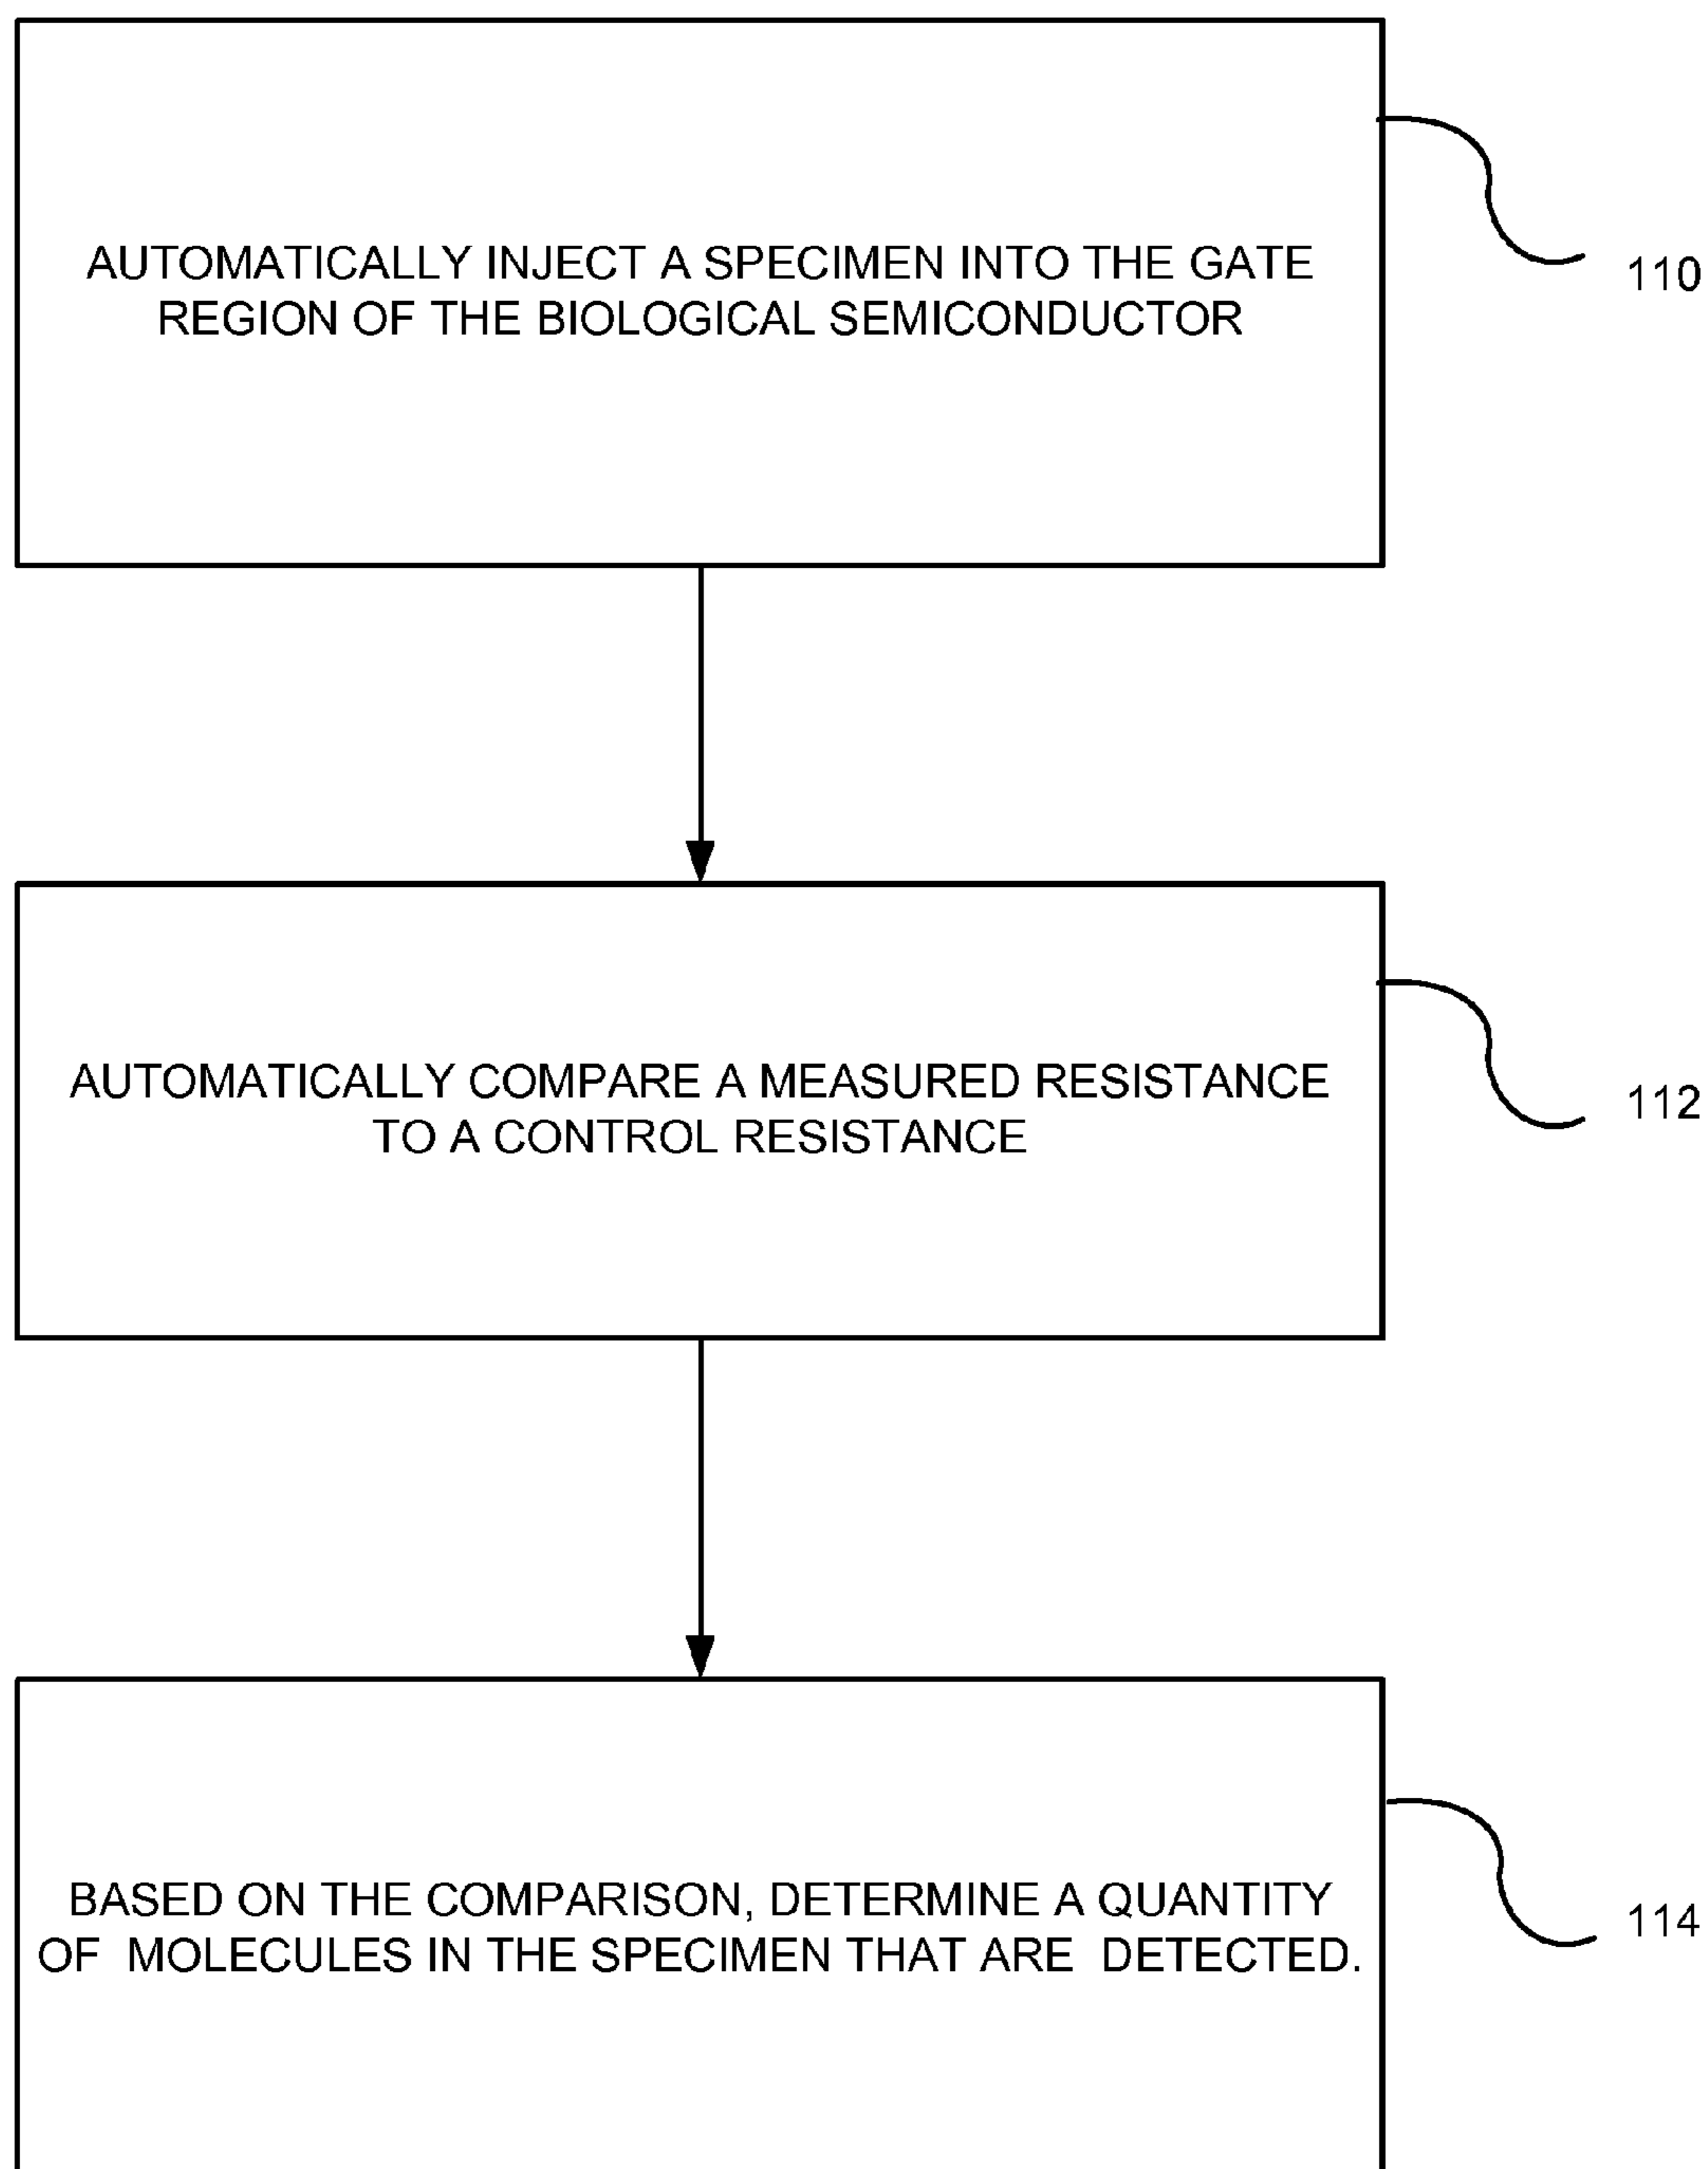 AUTOMATICALLY INJECT A SPECIMEN INTO THE GATE
REGION OF THE BIOLOGICAL SEMICONDUCTOR
110
AUTOMATICALLY COMPARE A MEASURED RESISTANCE
TO A CONTROL RESISTANCE
112
BASED ON THE COMPARISON, DETERMINE A QUANTITY
OF MOLECULES IN THE SPECIMEN THAT ARE DETECTED.
114